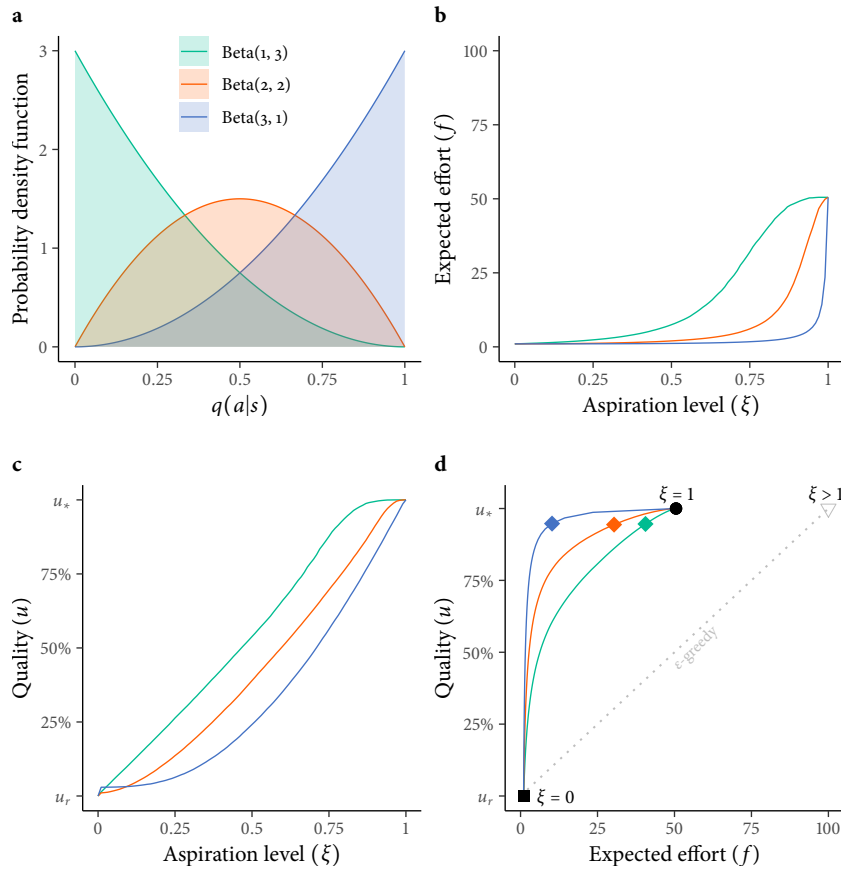 a
3
2
1
0
Probability density function
Beta(1, 3)
Beta(2, 2)
Beta(3, 1)
0
0.25
0.5
0.75
1
q(a|s)
b
100
75
50
25
0
Expected effort (f)
0
0.25
0.5
0.75
1
Aspiration level (ξ)
c
u*
75%
50%
25%
uᵣ
Quality (u)
0
0.25
0.5
0.75
1
Aspiration level (ξ)
d
u*
75%
50%
25%
uᵣ
Quality (u)
ξ = 1
ξ > 1
ε-greedy
ξ = 0
0
25
50
75
100
Expected effort (f)